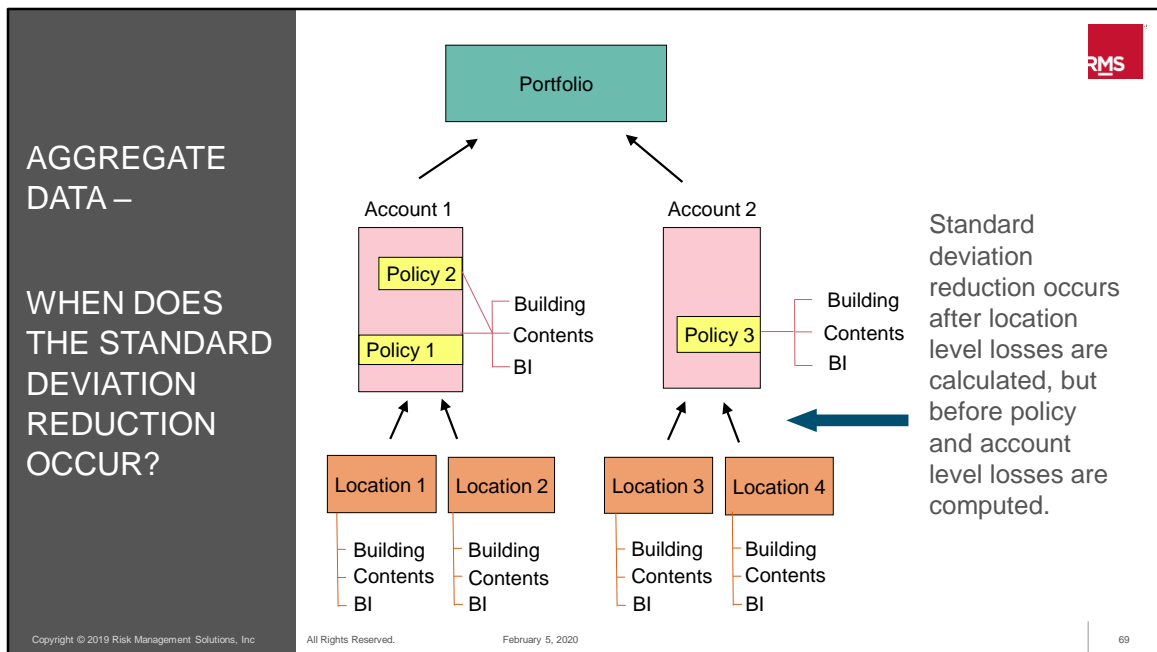 AGGREGATE
DATA –
WHEN DOES
THE STANDARD
DEVIATION
REDUCTION
OCCUR?
RMS
Portfolio
Account 1
Account 2
Policy 2
Policy 1
Building
Contents
BI
Policy 3
Building
Contents
BI
Location 1
Location 2
Location 3
Location 4
Building
Contents
BI
Building
Contents
BI
Building
Contents
BI
Building
Contents
BI
Standard
deviation
reduction occurs
after location
level losses are
calculated, but
before policy
and account
level losses are
computed.
Copyright © 2019 Risk Management Solutions, Inc
All Rights Reserved.
February 5, 2020
69